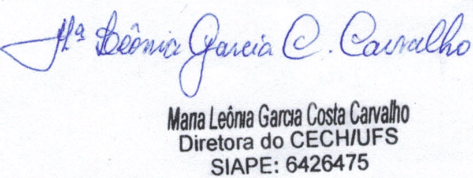 Mª Leônia Garcia C. Carvalho
Maria Leônia Garcia Costa Carvalho
Diretora do CECH/UFS
SIAPE: 6426475